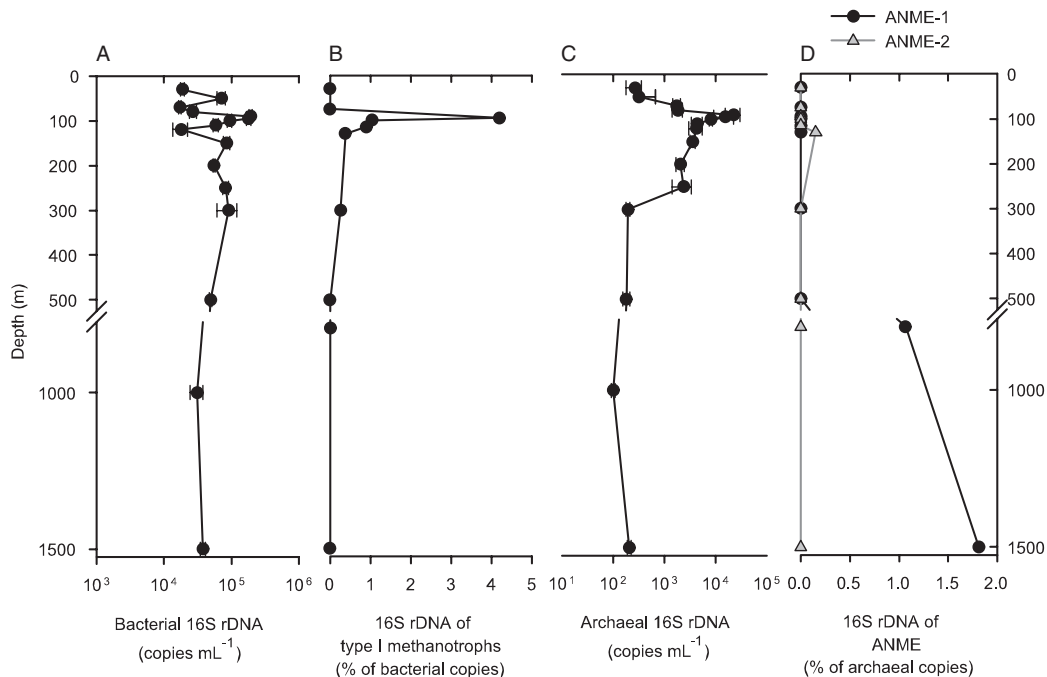 ANME-1
ANME-2
A
B
C
D
0
100
200
300
400
500
1000
1500
Depth (m)
0
100
200
300
400
500
1000
1500
10³ 10⁴ 10⁵ 10⁶
0 1 2 3 4 5
10¹ 10² 10³ 10⁴ 10⁵
0.0 0.5 1.0 1.5 2.0
Bacterial 16S rDNA
(copies mL⁻¹)
16S rDNA of
type I methanotrophs
(% of bacterial copies)
Archaeal 16S rDNA
(copies mL⁻¹)
16S rDNA of
ANME
(% of archaeal copies)